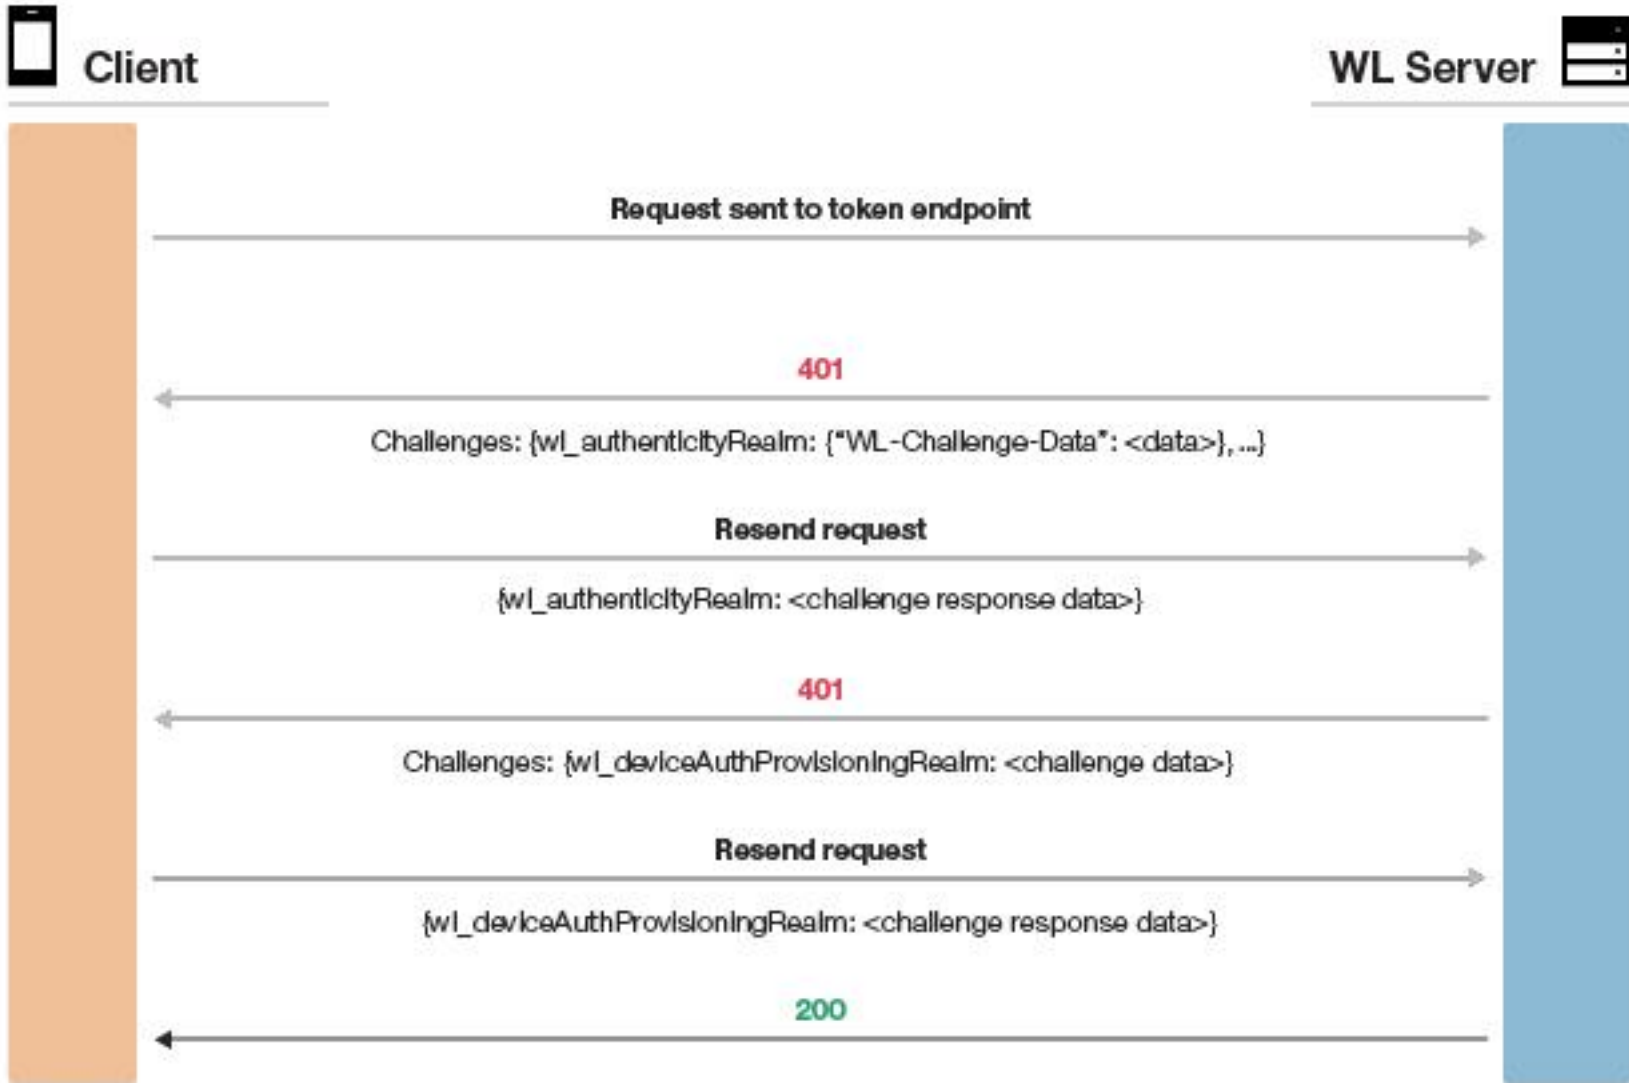 Client
WL Server
Request sent to token endpoint
401
Challenges: {wl_authenticityRealm: {"WL-Challenge-Data": <data>}, ...}
Resend request
{wl_authenticityRealm: <challenge response data>}
401
Challenges: {wl_deviceAuthProvisioningRealm: <challenge data>}
Resend request
{wl_deviceAuthProvisioningRealm: <challenge response data>}
200